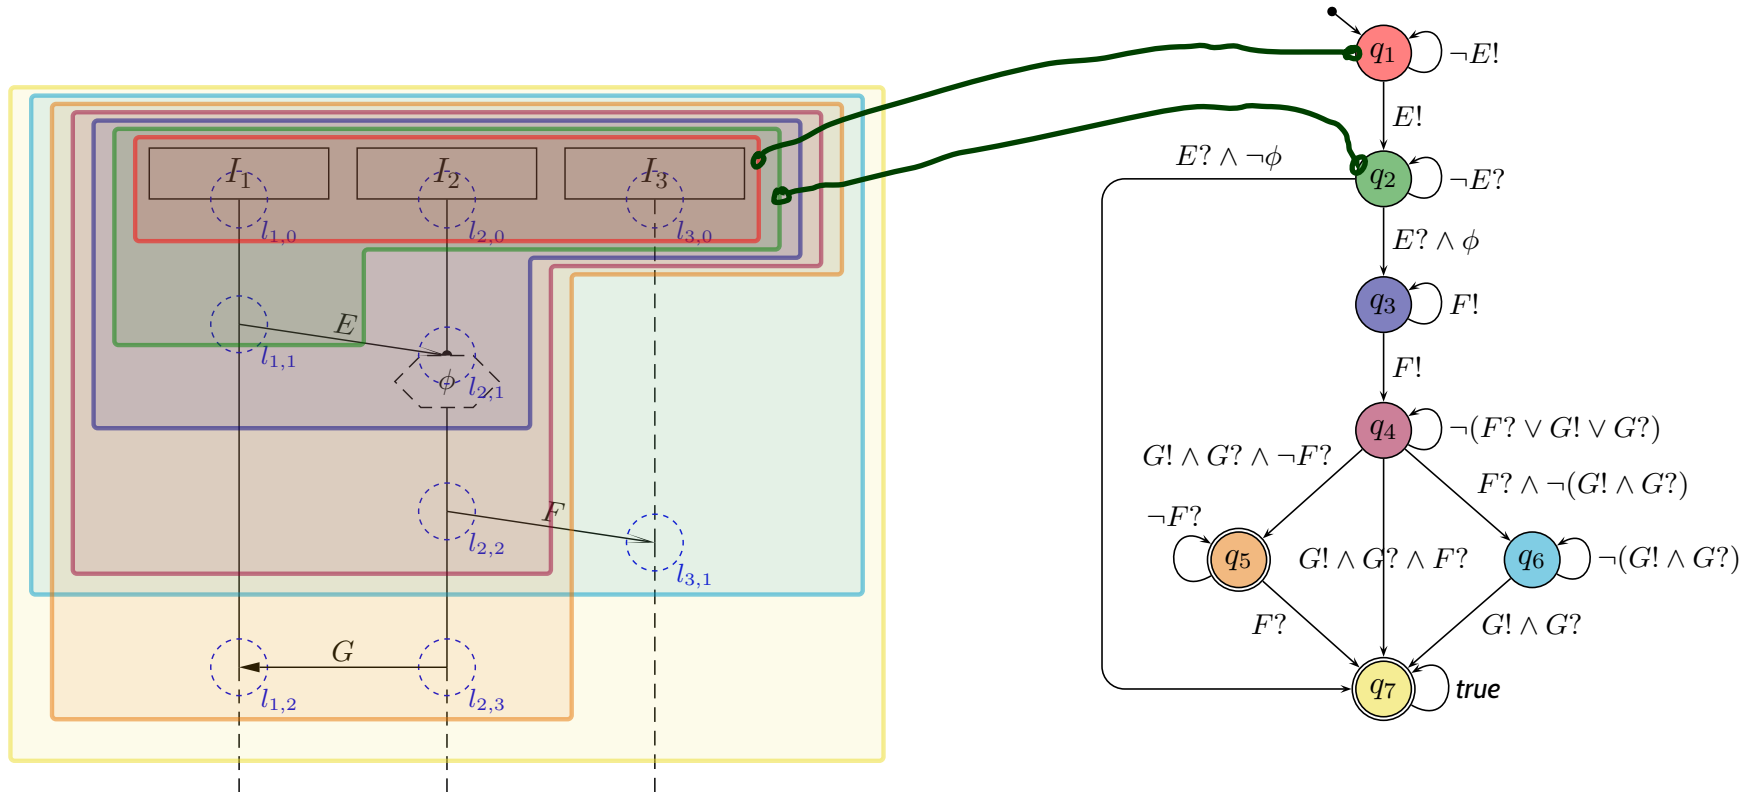 q1
¬E!
E!
I1 I2 I3
E? ∧ ¬ϕ
q2
¬E?
l1,0 l2,0 l3,0
E? ∧ ϕ
q3
F!
E
l1,1
F!
ϕ
l2,1
q4
¬(F? ∨ G! ∨ G?)
G! ∧ G? ∧ ¬F?
F? ∧ ¬(G! ∧ G?)
F
¬F?
l2,2
q5
G! ∧ G? ∧ F?
q6
¬(G! ∧ G?)
l3,1
F?
G! ∧ G?
G
l1,2 l2,3
q7
true